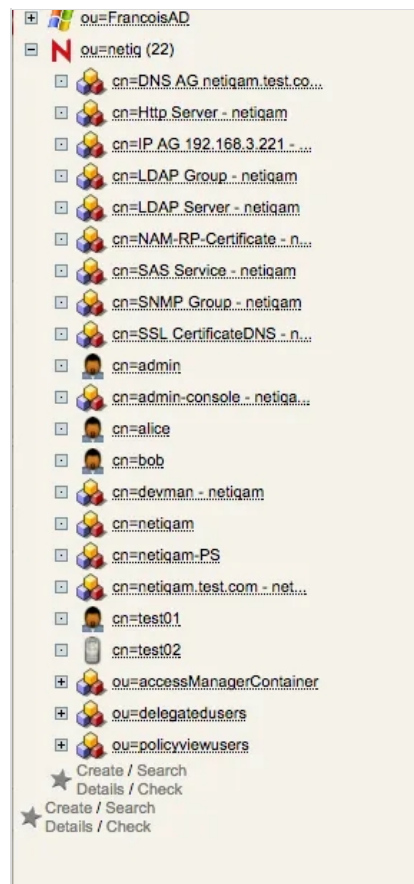 ou=FrancoisAD
ou=netiq (22)
cn=DNS AG netiqam.test.co...
cn=Http Server - netiqam
cn=IP AG 192.168.3.221 - ...
cn=LDAP Group - netiqam
cn=LDAP Server - netiqam
cn=NAM-RP-Certificate - n...
cn=SAS Service - netiqam
cn=SNMP Group - netiqam
cn=SSL CertificateDNS - n...
cn=admin
cn=admin-console - netiqa...
cn=alice
cn=bob
cn=devman - netiqam
cn=netiqam
cn=netiqam-PS
cn=netiqam.test.com - net...
cn=test01
cn=test02
ou=accessManagerContainer
ou=delegatedusers
ou=policyviewusers
Create / Search
Details / Check
Create / Search
Details / Check